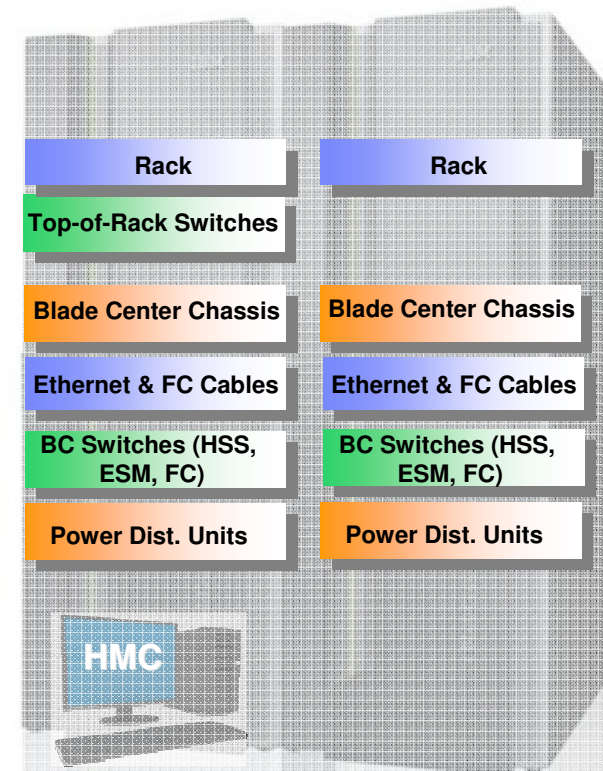 Rack
Top-of-Rack Switches
Blade Center Chassis
Ethernet & FC Cables
BC Switches (HSS,
ESM, FC)
Power Dist. Units
HMC
Rack
Blade Center Chassis
Ethernet & FC Cables
BC Switches (HSS,
ESM, FC)
Power Dist. Units